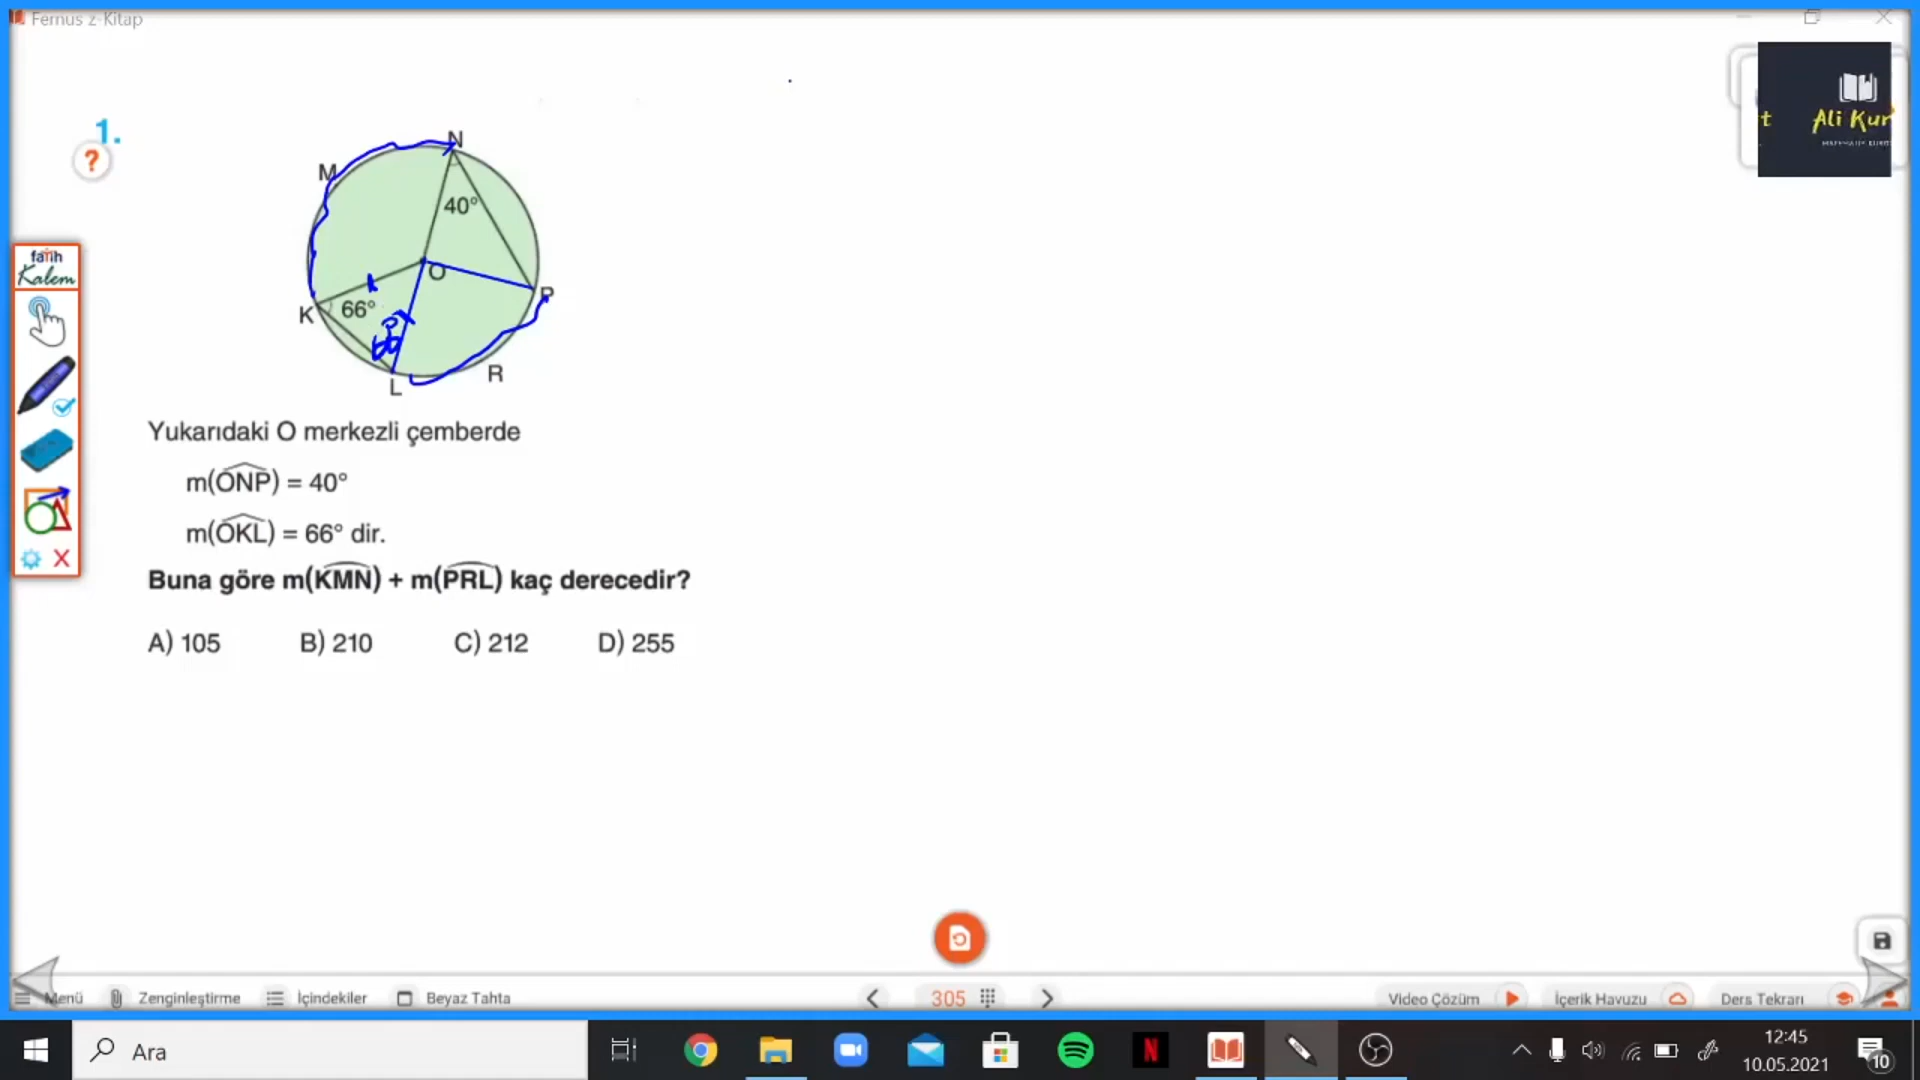 Fernus z-Kitap
Ali Kur
t
1.
?
N
M
40°
O
K
66°
66
P
L
R
fatih
Kalem
Yukarıdaki O merkezli çemberde
m(ONP) = 40°
m(OKL) = 66° dir.
Buna göre m(KMN) + m(PRL) kaç derecedir?
A) 105 B) 210 C) 212 D) 255
Menü Zenginleştirme İçindekiler Beyaz Tahta 305 Video Çözüm İçerik Havuzu Ders Tekrarı
Ara
N
12:45
10.05.2021
10